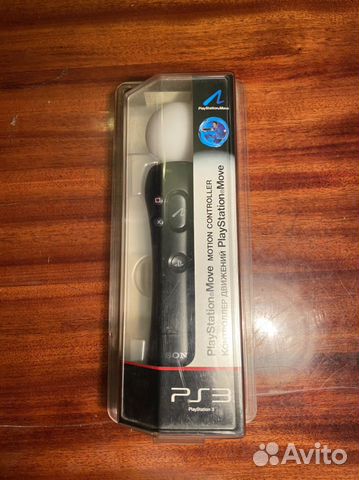 PlayStation®Move
PlayStation®Move MOTION CONTROLLER
КОНТРОЛЛЕР ДВИЖЕНИЙ PlayStation®Move
SONY
PS3
PlayStation 3
Avito